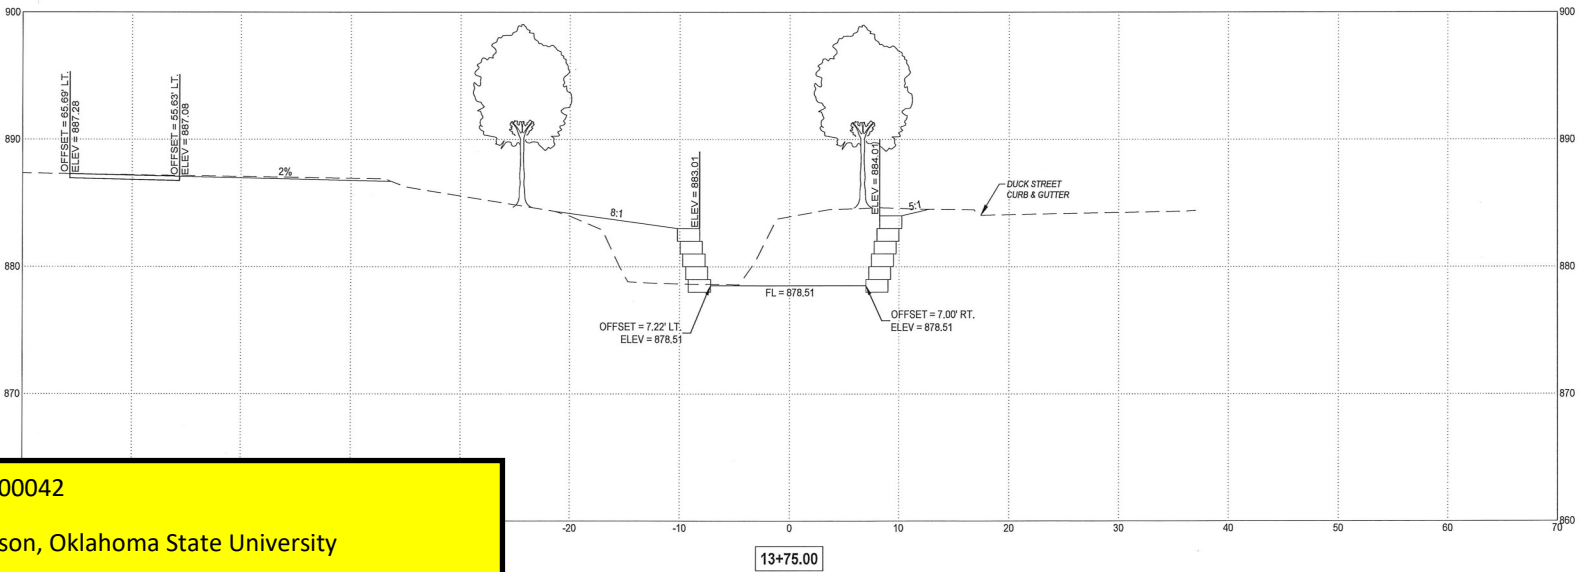 900
900
OFFSET = 65.69' LT.
ELEV = 887.28
OFFSET = 55.63' LT.
ELEV = 887.08
890
890
2%
ELEV = 883.01
ELEV = 884.01
DUCK STREET
CURB & GUTTER
8:1
5:1
880
880
FL = 878.51
OFFSET = 7.22' LT.
ELEV = 878.51
OFFSET = 7.00' RT.
ELEV = 878.51
870
870
00042
son, Oklahoma State University
-20 -10 0 10 20 30 40 50 60 70
860
13+75.00